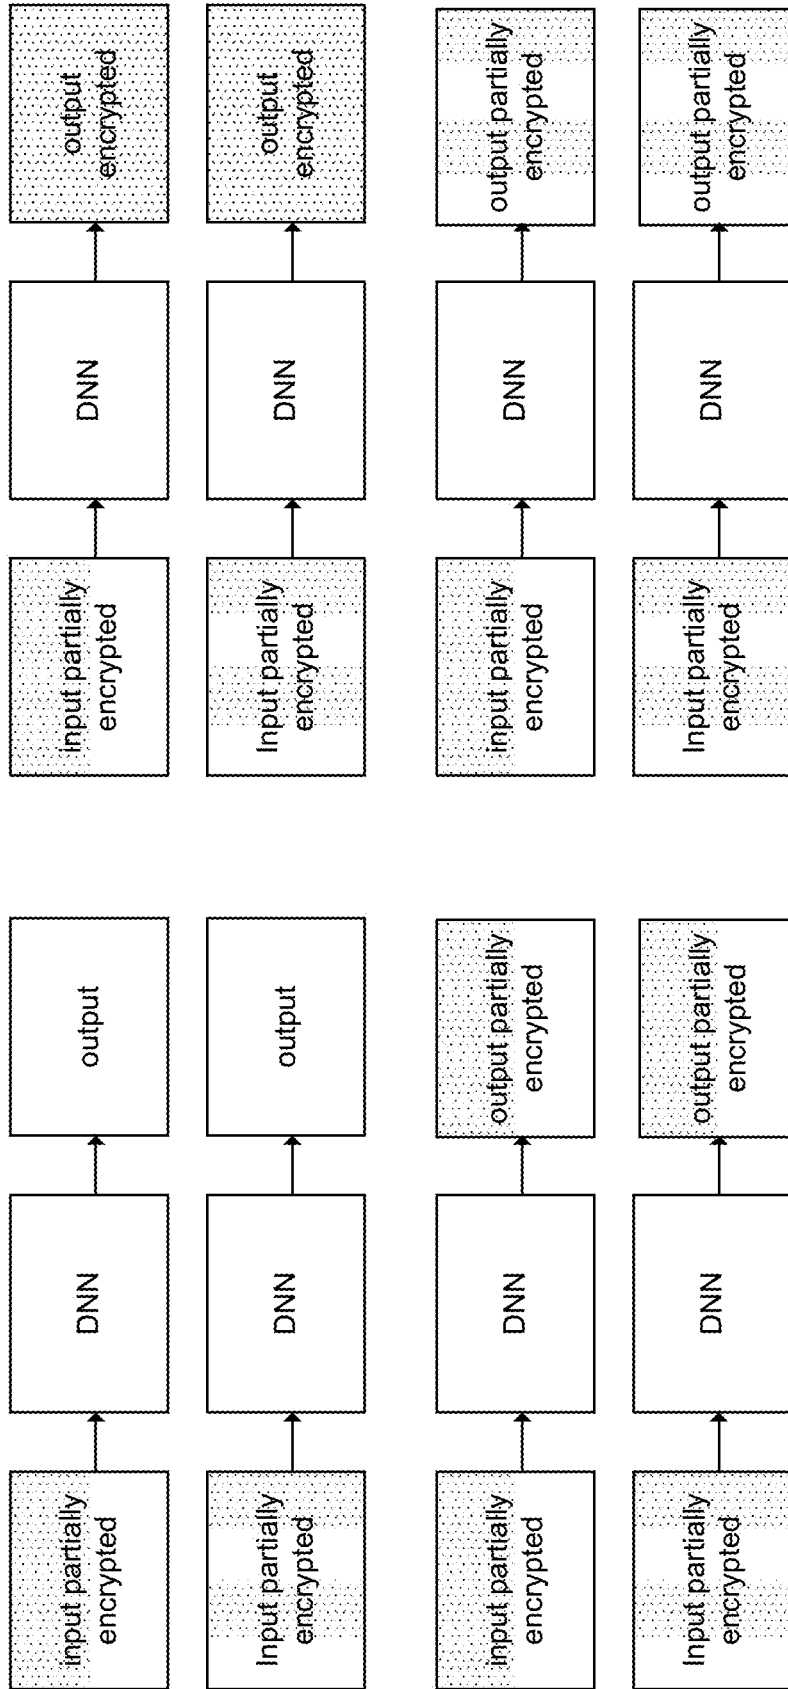 input partially
encrypted
DNN
output
input partially
encrypted
DNN
output
encrypted
Input partially
encrypted
DNN
output
Input partially
encrypted
DNN
output
encrypted
input partially
encrypted
DNN
output partially
encrypted
input partially
encrypted
DNN
output partially
encrypted
Input partially
encrypted
DNN
output partially
encrypted
Input partially
encrypted
DNN
output partially
encrypted